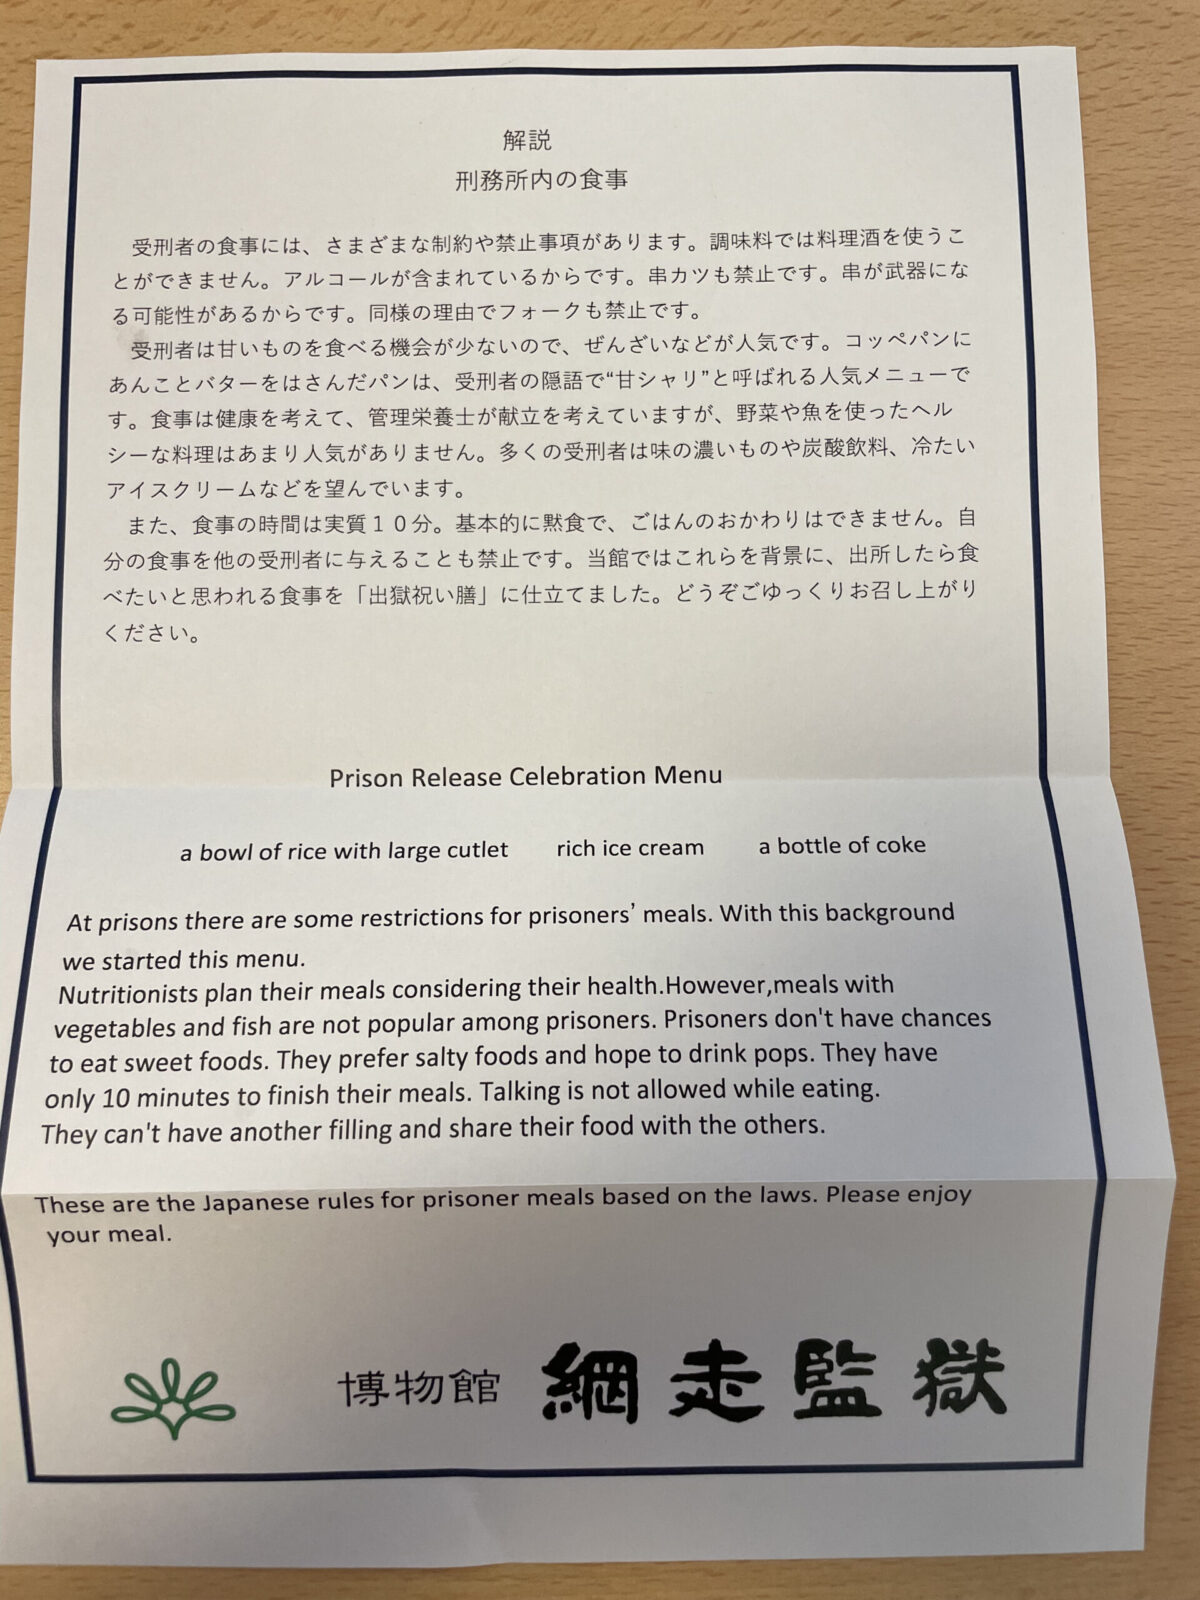 解説
刑務所内の食事
受刑者の食事には、さまざまな制約や禁止事項があります。調味料では料理酒を使うこ
とができません。アルコールが含まれているからです。串カツも禁止です。串が武器にな
る可能性があるからです。同様の理由でフォークも禁止です。
受刑者は甘いものを食べる機会が少ないので、ぜんざいなどが人気です。コッペパンに
あんことバターをはさんだパンは、受刑者の隠語で“甘シャリ”と呼ばれる人気メニューで
す。食事は健康を考えて、管理栄養士が献立を考えていますが、野菜や魚を使ったヘル
シーな料理はあまり人気がありません。多くの受刑者は味の濃いものや炭酸飲料、冷たい
アイスクリームなどを望んでいます。
また、食事の時間は実質１０分。基本的に黙食で、ごはんのおかわりはできません。自
分の食事を他の受刑者に与えることも禁止です。当館ではこれらを背景に、出所したら食
べたいと思われる食事を「出獄祝い膳」に仕立てました。どうぞごゆっくりお召し上がり
ください。
Prison Release Celebration Menu
a bowl of rice with large cutlet rich ice cream a bottle of coke
At prisons there are some restrictions for prisoners’ meals. With this background
we started this menu.
Nutritionists plan their meals considering their health.However,meals with
vegetables and fish are not popular among prisoners. Prisoners don't have chances
to eat sweet foods. They prefer salty foods and hope to drink pops. They have
only 10 minutes to finish their meals. Talking is not allowed while eating.
They can't have another filling and share their food with the others.
These are the Japanese rules for prisoner meals based on the laws. Please enjoy
your meal.
博物館 網走監獄